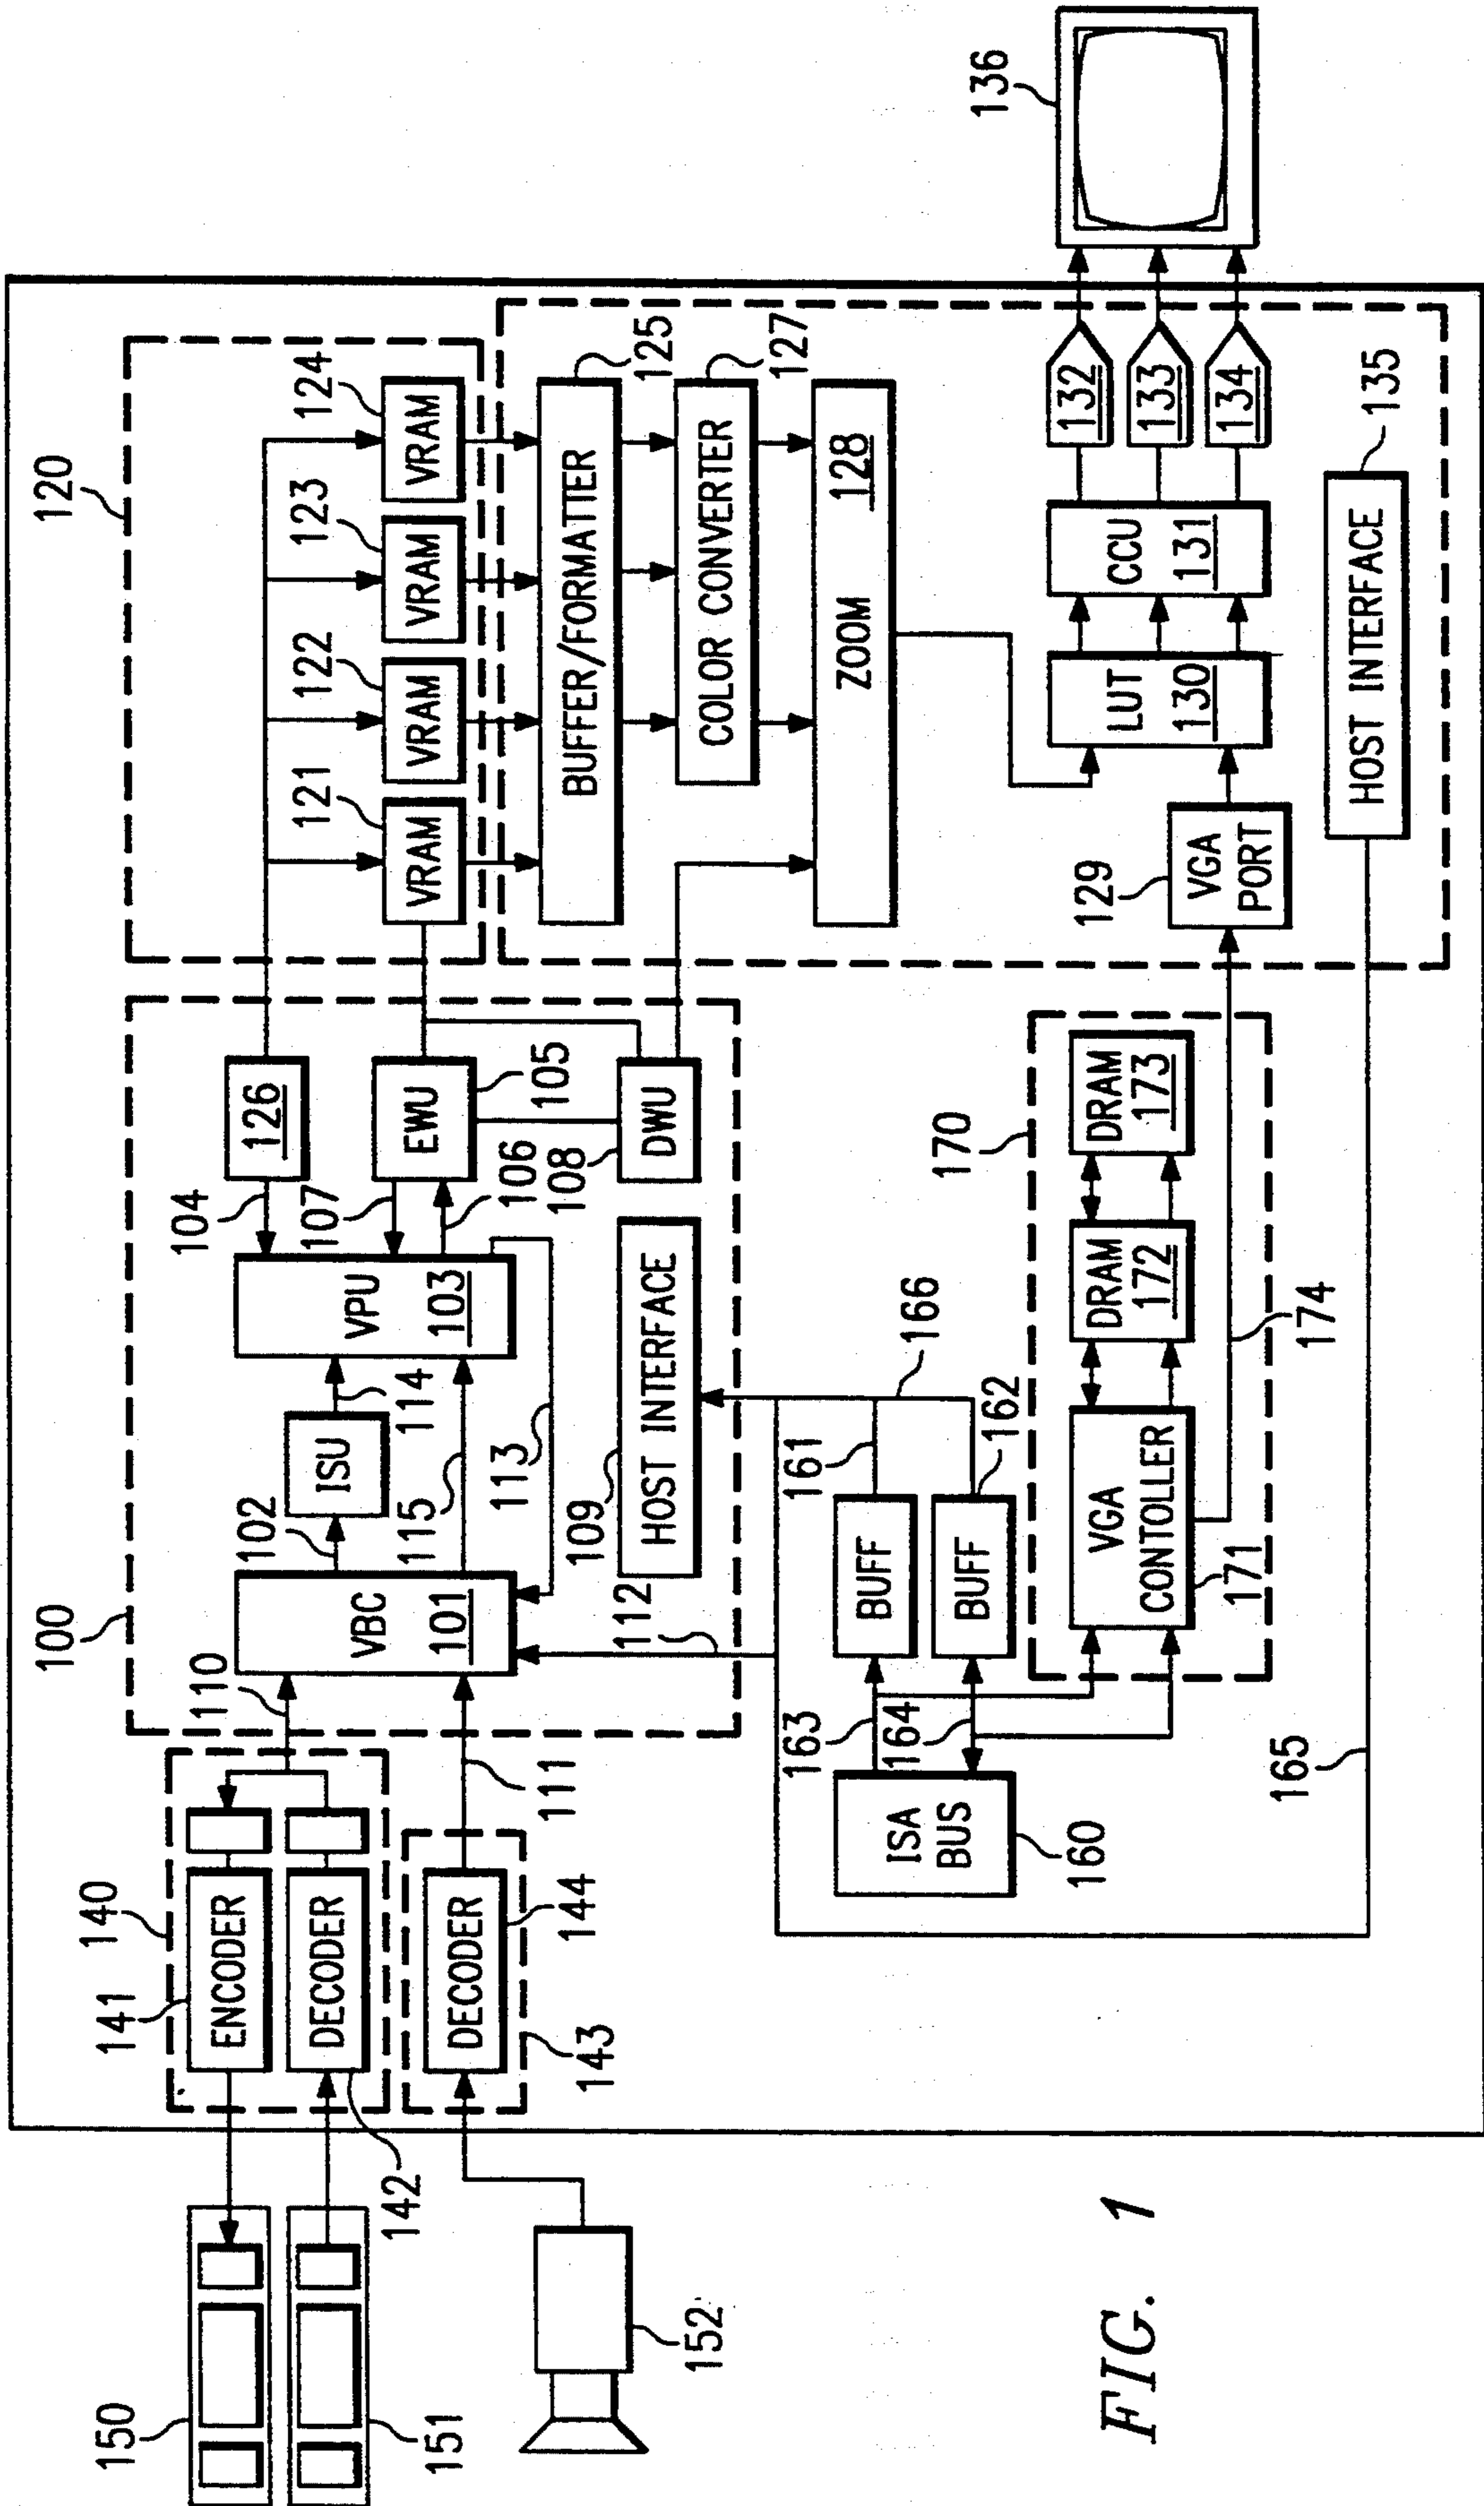 120
124
123
122
121
VRAM
VRAM
VRAM
VRAM
125
BUFFER/FORMATTER
127
COLOR CONVERTER
ZOOM
128
136
132
133
134
CCU
131
LUT
130
VGA
PORT
129
HOST INTERFACE
135
100
126
104
EWU
105
107
106
108
DWU
VPU
103
114
ISU
102
115
113
VBC
101
109
HOST INTERFACE
112
1110
111
140
141
ENCODER
DECODER
142
DECODER
144
143
150
151
152
166
161
162
BUFF
BUFF
163
164
ISA
BUS
160
165
170
DRAM
173
DRAM
172
VGA
CONTOLLER
171
174
FIG. 1